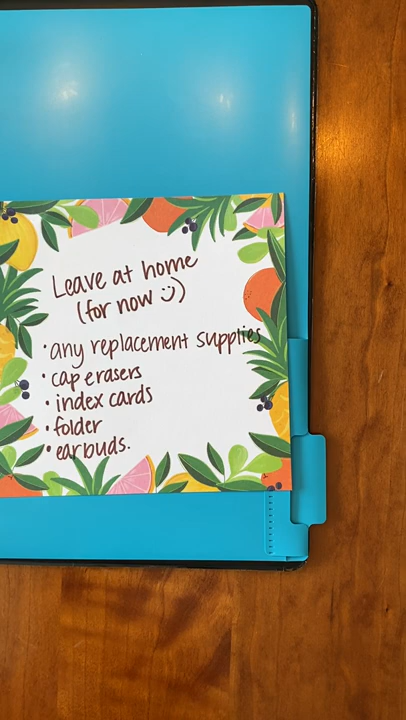 Leave at home
(for now :))
• any replacement supplies
• cap erasers
• index cards
• folder
• earbuds.